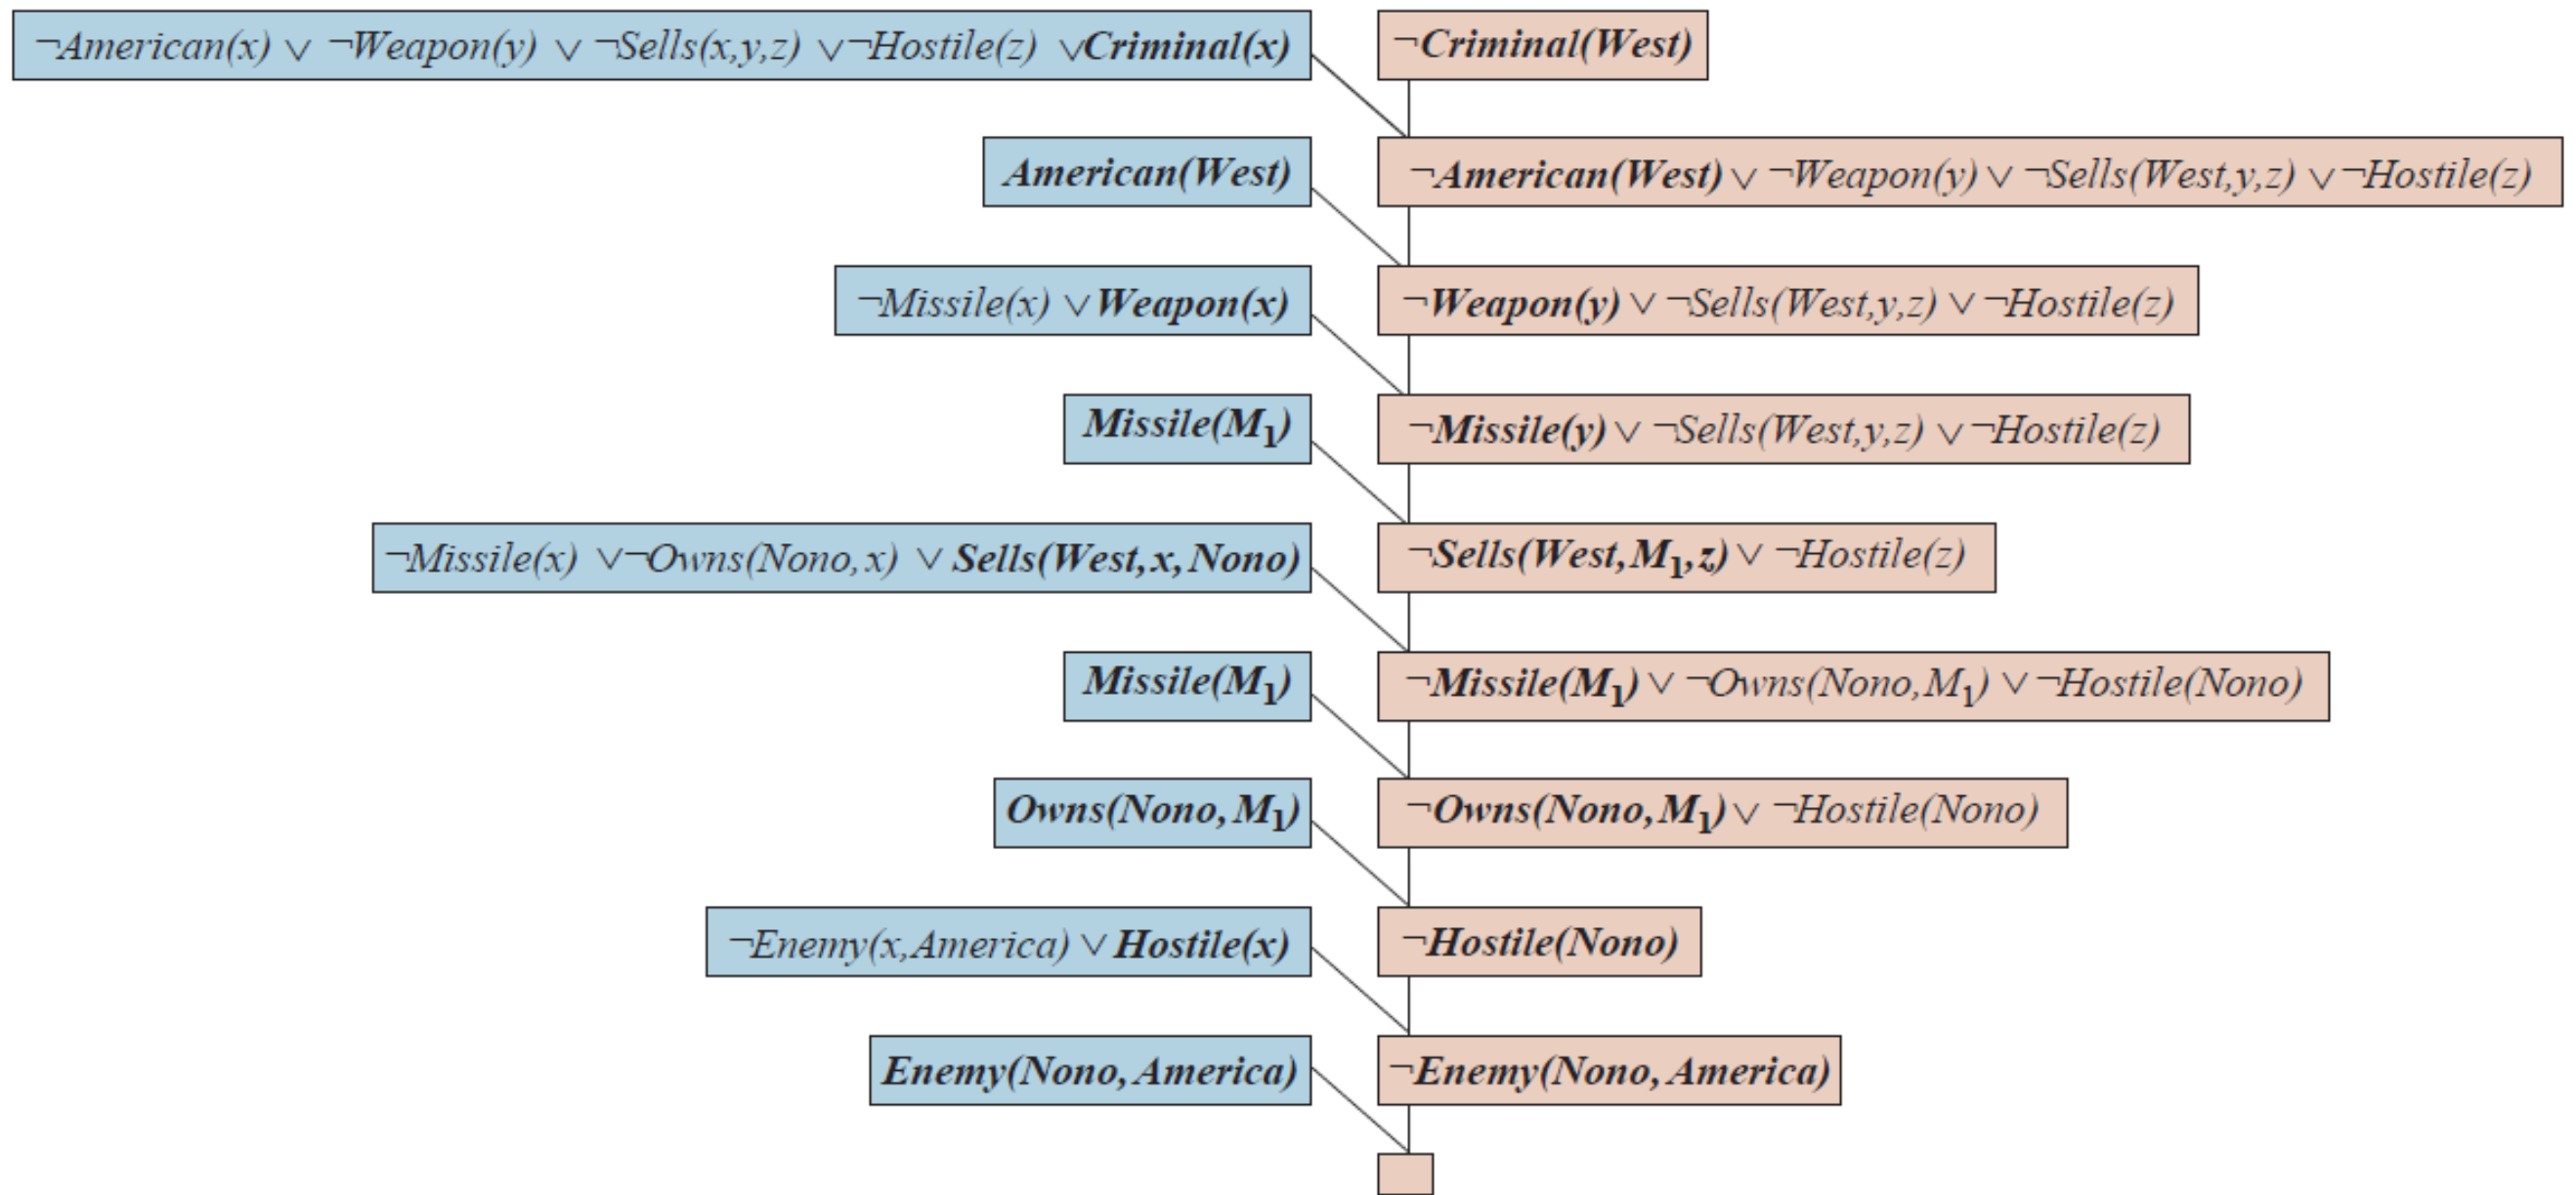 ¬American(x) ∨ ¬Weapon(y) ∨ ¬Sells(x,y,z) ∨¬Hostile(z) ∨Criminal(x)
¬Criminal(West)
American(West)
¬American(West) ∨ ¬Weapon(y) ∨ ¬Sells(West,y,z) ∨¬Hostile(z)
¬Missile(x) ∨Weapon(x)
¬Weapon(y) ∨ ¬Sells(West,y,z) ∨ ¬Hostile(z)
Missile(M₁)
¬Missile(y) ∨ ¬Sells(West,y,z) ∨¬Hostile(z)
¬Missile(x) ∨¬Owns(Nono,x) ∨ Sells(West,x,Nono)
¬Sells(West,M₁,z) ∨ ¬Hostile(z)
Missile(M₁)
¬Missile(M₁) ∨ ¬Owns(Nono,M₁) ∨ ¬Hostile(Nono)
Owns(Nono,M₁)
¬Owns(Nono,M₁) ∨ ¬Hostile(Nono)
¬Enemy(x,America) ∨ Hostile(x)
¬Hostile(Nono)
Enemy(Nono,America)
¬Enemy(Nono,America)